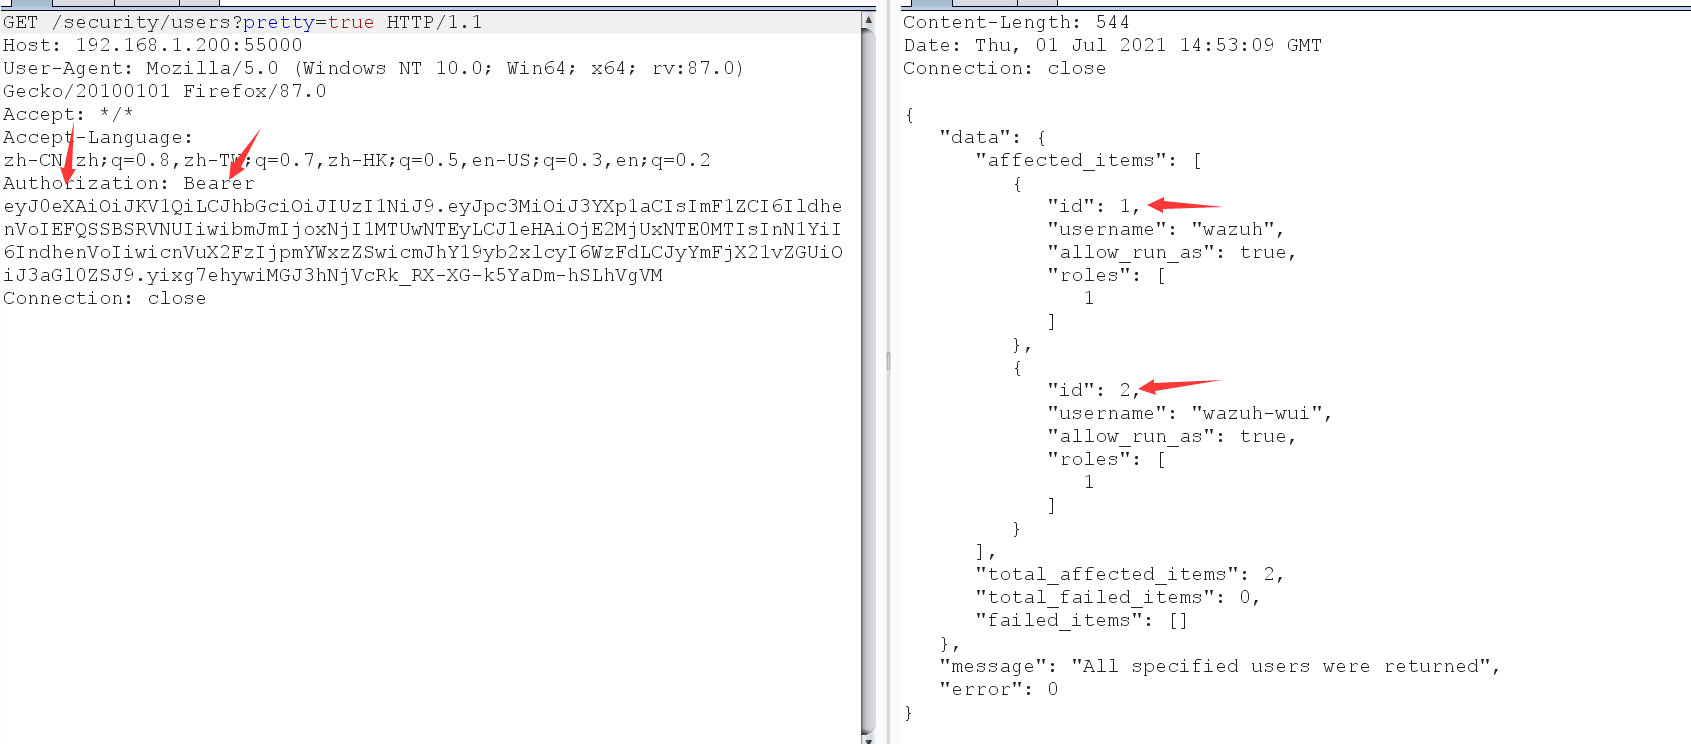 GET /security/users?pretty=true HTTP/1.1
Host: 192.168.1.200:55000
User-Agent: Mozilla/5.0 (Windows NT 10.0; Win64; x64; rv:87.0)
Gecko/20100101 Firefox/87.0
Accept: */*
Accept-Language:
zh-CN,zh;q=0.8,zh-TW;q=0.7,zh-HK;q=0.5,en-US;q=0.3,en;q=0.2
Authorization: Bearer
eyJ0eXAiOiJKV1QiLCJhbGciOiJIUzI1NiJ9.eyJpc3MiOiJ3YXp1aCIsImF1ZCI6Ildhe
nVoIEFQSSBSRVNUIiwibmJmIjoxNjI1MTUwNTEyLCJleHAiOjE2MjUxNTE0MTIsInN1YiI
6IndhenVoIiwicnVuX2FzIjpmYWxzZSwicmJhY19yb2xlcyI6WzFdLCJyYmFjX21vZGUiO
iJ3aGl0ZSJ9.yixg7ehywiMGJ3hNjVcRk_RX-XG-k5YaDm-hSLhVgVM
Connection: close
Content-Length: 544
Date: Thu, 01 Jul 2021 14:53:09 GMT
Connection: close
{
"data": {
"affected_items": [
{
"id": 1,
"username": "wazuh",
"allow_run_as": true,
"roles": [
1
]
},
{
"id": 2,
"username": "wazuh-wui",
"allow_run_as": true,
"roles": [
1
]
}
],
"total_affected_items": 2,
"total_failed_items": 0,
"failed_items": []
},
"message": "All specified users were returned",
"error": 0
}